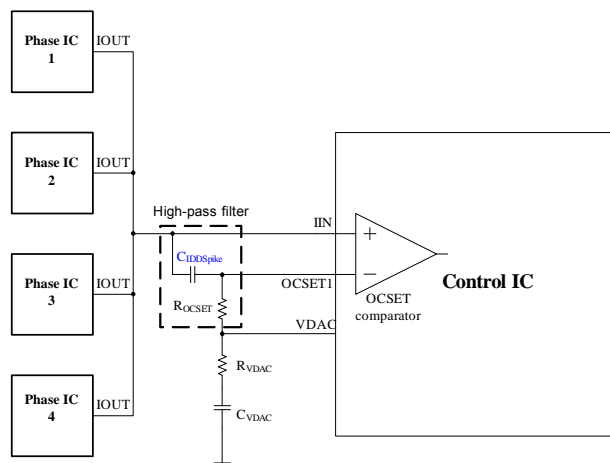 Phase IC
1
IOUT
Phase IC
2
IOUT
High-pass filter
IIN
CIDDSpike
OCSET1
Phase IC
3
IOUT
ROCSET
OCSET
comparator
Control IC
VDAC
RVDAC
Phase IC
4
IOUT
CVDAC